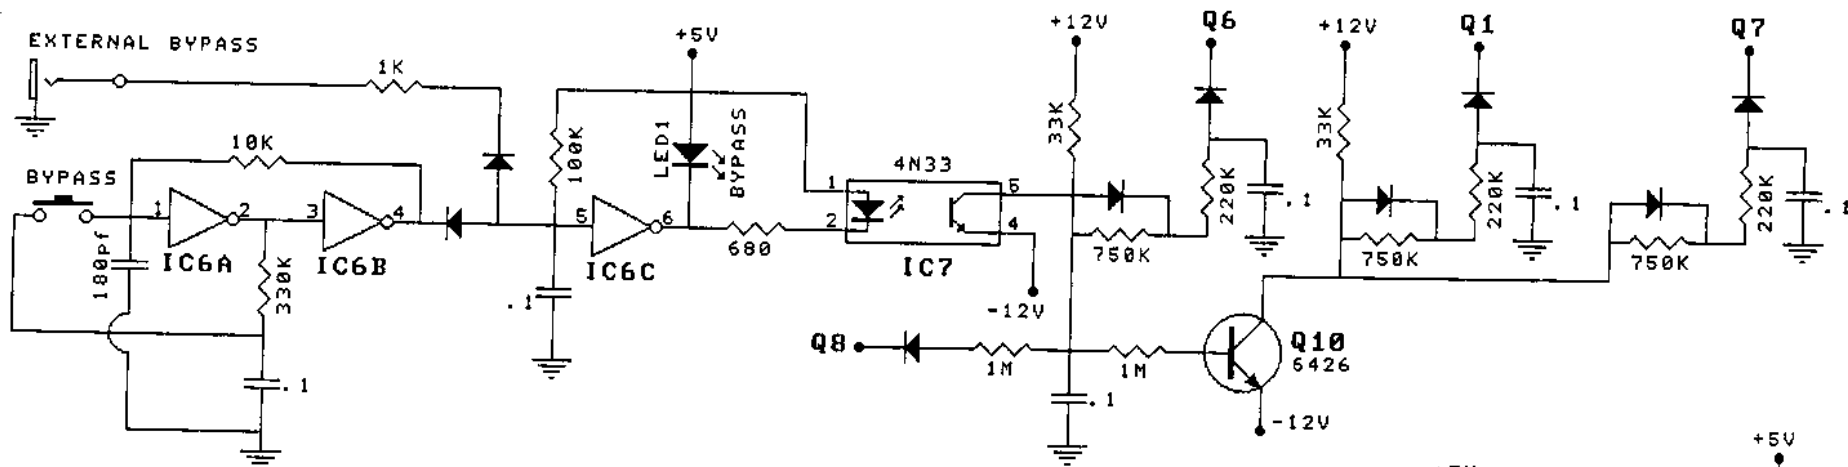 EXTERNAL BYPASS
1K
10K
BYPASS
1
2
3
4
IC6A
IC6B
180pf
330K
.1
+5V
100K
LED1
BYPASS
5
6
IC6C
.1
680
4N33
1
2
5
4
IC7
-12V
+12V
33K
750K
Q6
220K
.1
Q8
1M
1M
.1
Q10
6426
-12V
+12V
33K
750K
Q1
220K
.1
750K
Q7
220K
.1
+5V